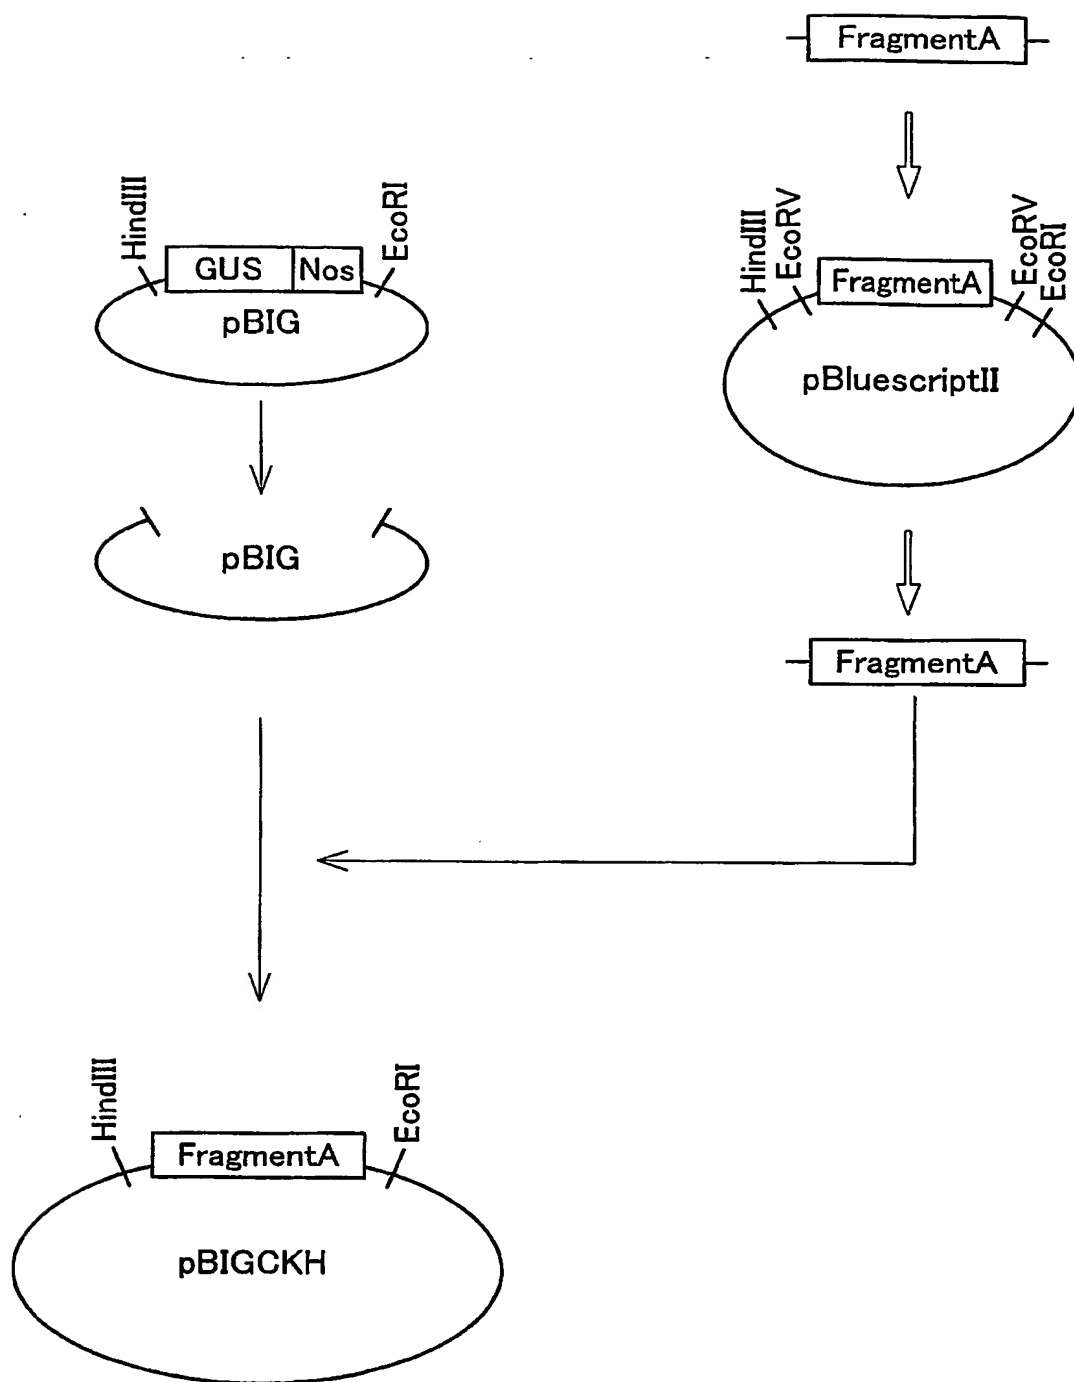 FragmentA
HindIII
EcoRI
GUS
Nos
pBIG
HindIII
EcoRV
EcoRV
EcoRI
FragmentA
pBluescriptII
pBIG
FragmentA
HindIII
EcoRI
FragmentA
pBIGCKH